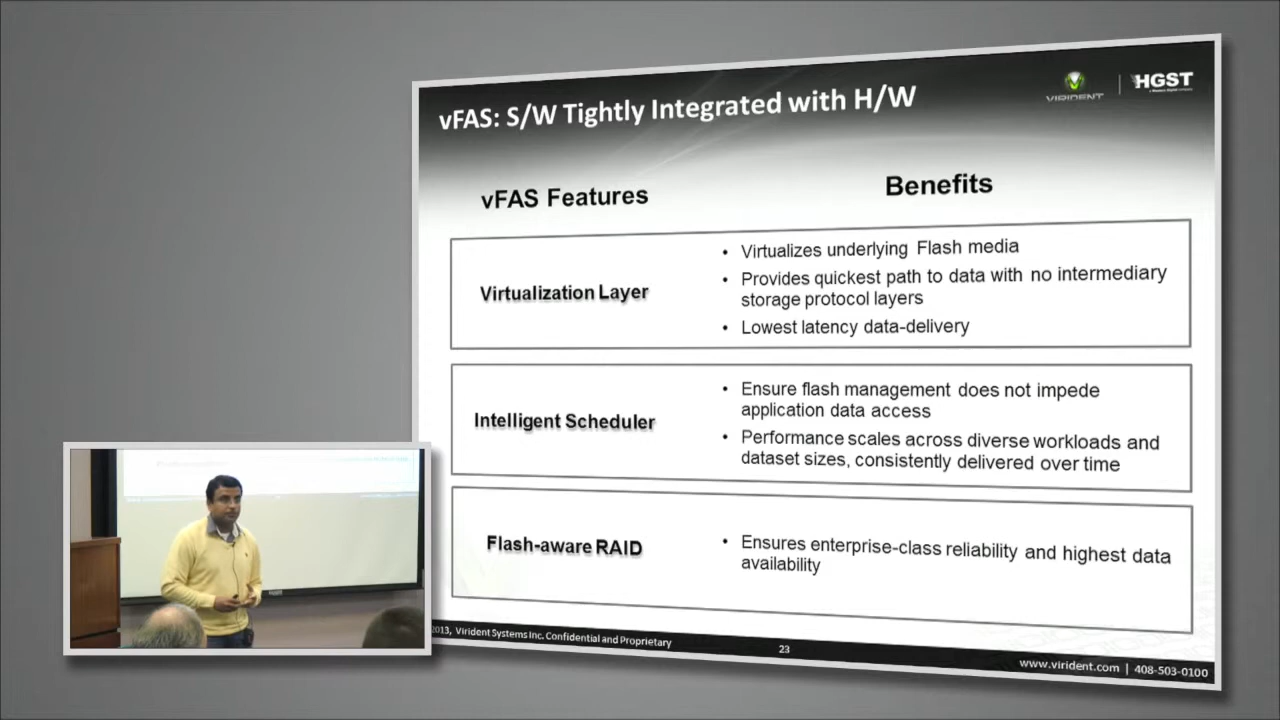 vFAS: S/W Tightly Integrated with H/W
VIRIDENT
HGST
vFAS Features
Benefits
Virtualization Layer
• Virtualizes underlying Flash media
• Provides quickest path to data with no intermediary
storage protocol layers
• Lowest latency data-delivery
Intelligent Scheduler
• Ensure flash management does not impede
application data access
• Performance scales across diverse workloads and
dataset sizes, consistently delivered over time
Flash-aware RAID
• Ensures enterprise-class reliability and highest data
availability
2013, Virident Systems Inc. Confidential and Proprietary
23
www.virident.com | 408-503-0100